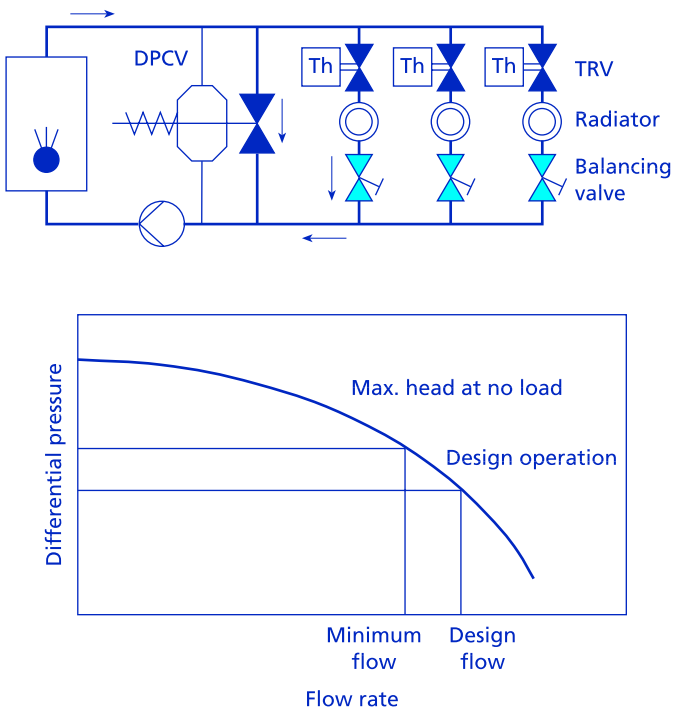 DPCV
Th
Th
Th
TRV
Radiator
Balancing
valve
Differential pressure
Max. head at no load
Design operation
Minimum
flow
Design
flow
Flow rate